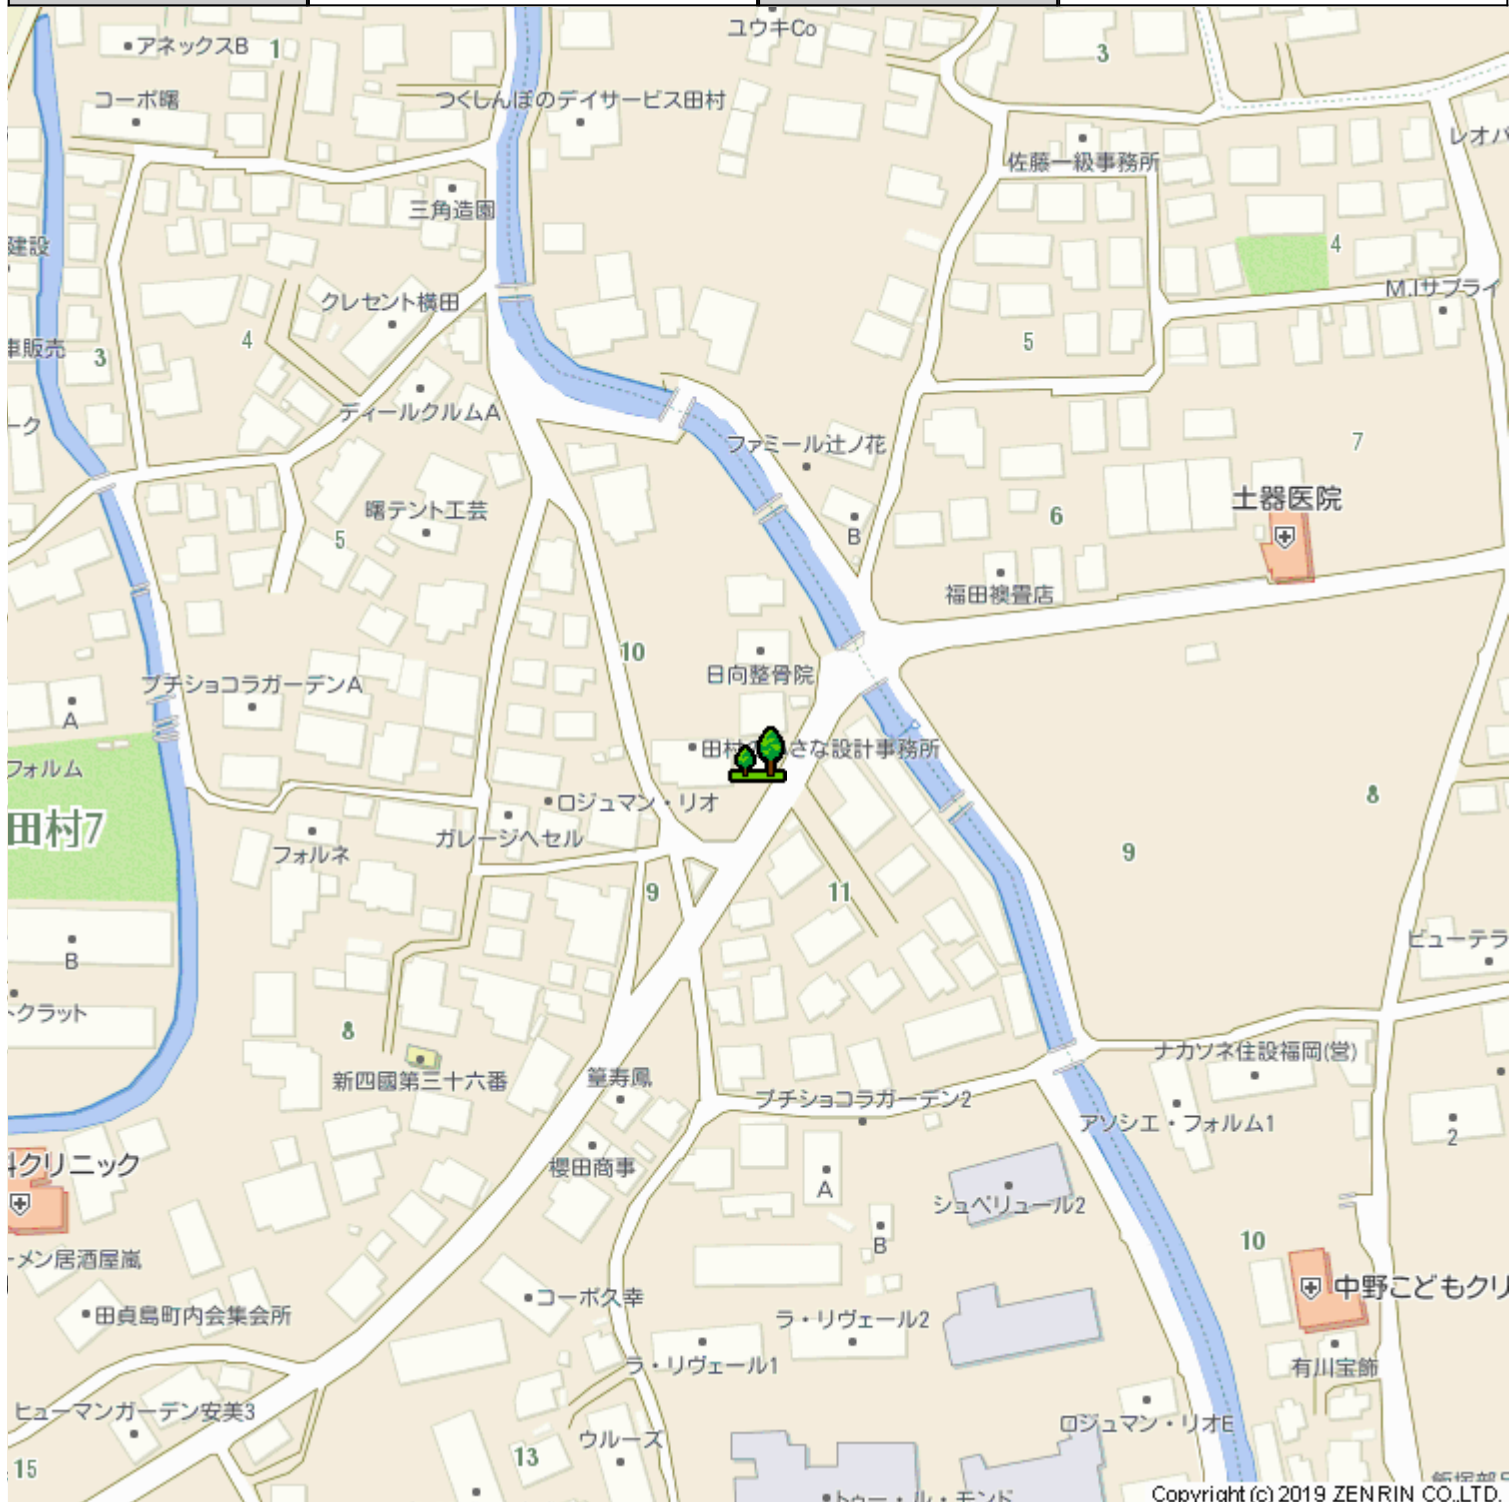 ユウキCo
アネックスB
1
3
コーポ曙
つくしんぼのデイサービス田村
レオパ
佐藤一級事務所
三角造園
建設
4
クレセント横田
M.Iサプライ
車販売
3
4
5
ディールクルムA
ーク
ファミール辻ノ花
7
土器医院
曙テント工芸
6
5
B
福田襖畳店
10
日向整骨院
プチショコラガーデンA
A
田村
さな設計事務所
フォルム
ロジュマン・リオ
8
田村7
ガレージヘセル
フォルネ
9
9
11
B
ビューテラ
トクラット
8
ナカソネ住設福岡(営)
新四國第三十六番
篁寿鳳
プチショコラガーデン2
アソシエ・フォルム1
2
科クリニック
櫻田商事
A
シュペリュール2
B
10
ーメン居酒屋嵐
中野こどもクリ
コーポ久幸
田貞島町内会集会所
ラ・リヴェール2
ラ・リヴェール1
有川宝飾
ヒューマンガーデン安美3
ロジュマン・リオE
ウルーズ
13
15
トゥー・ル・モンド
Copyright (c) 2019 ZENRIN CO.,LTD.